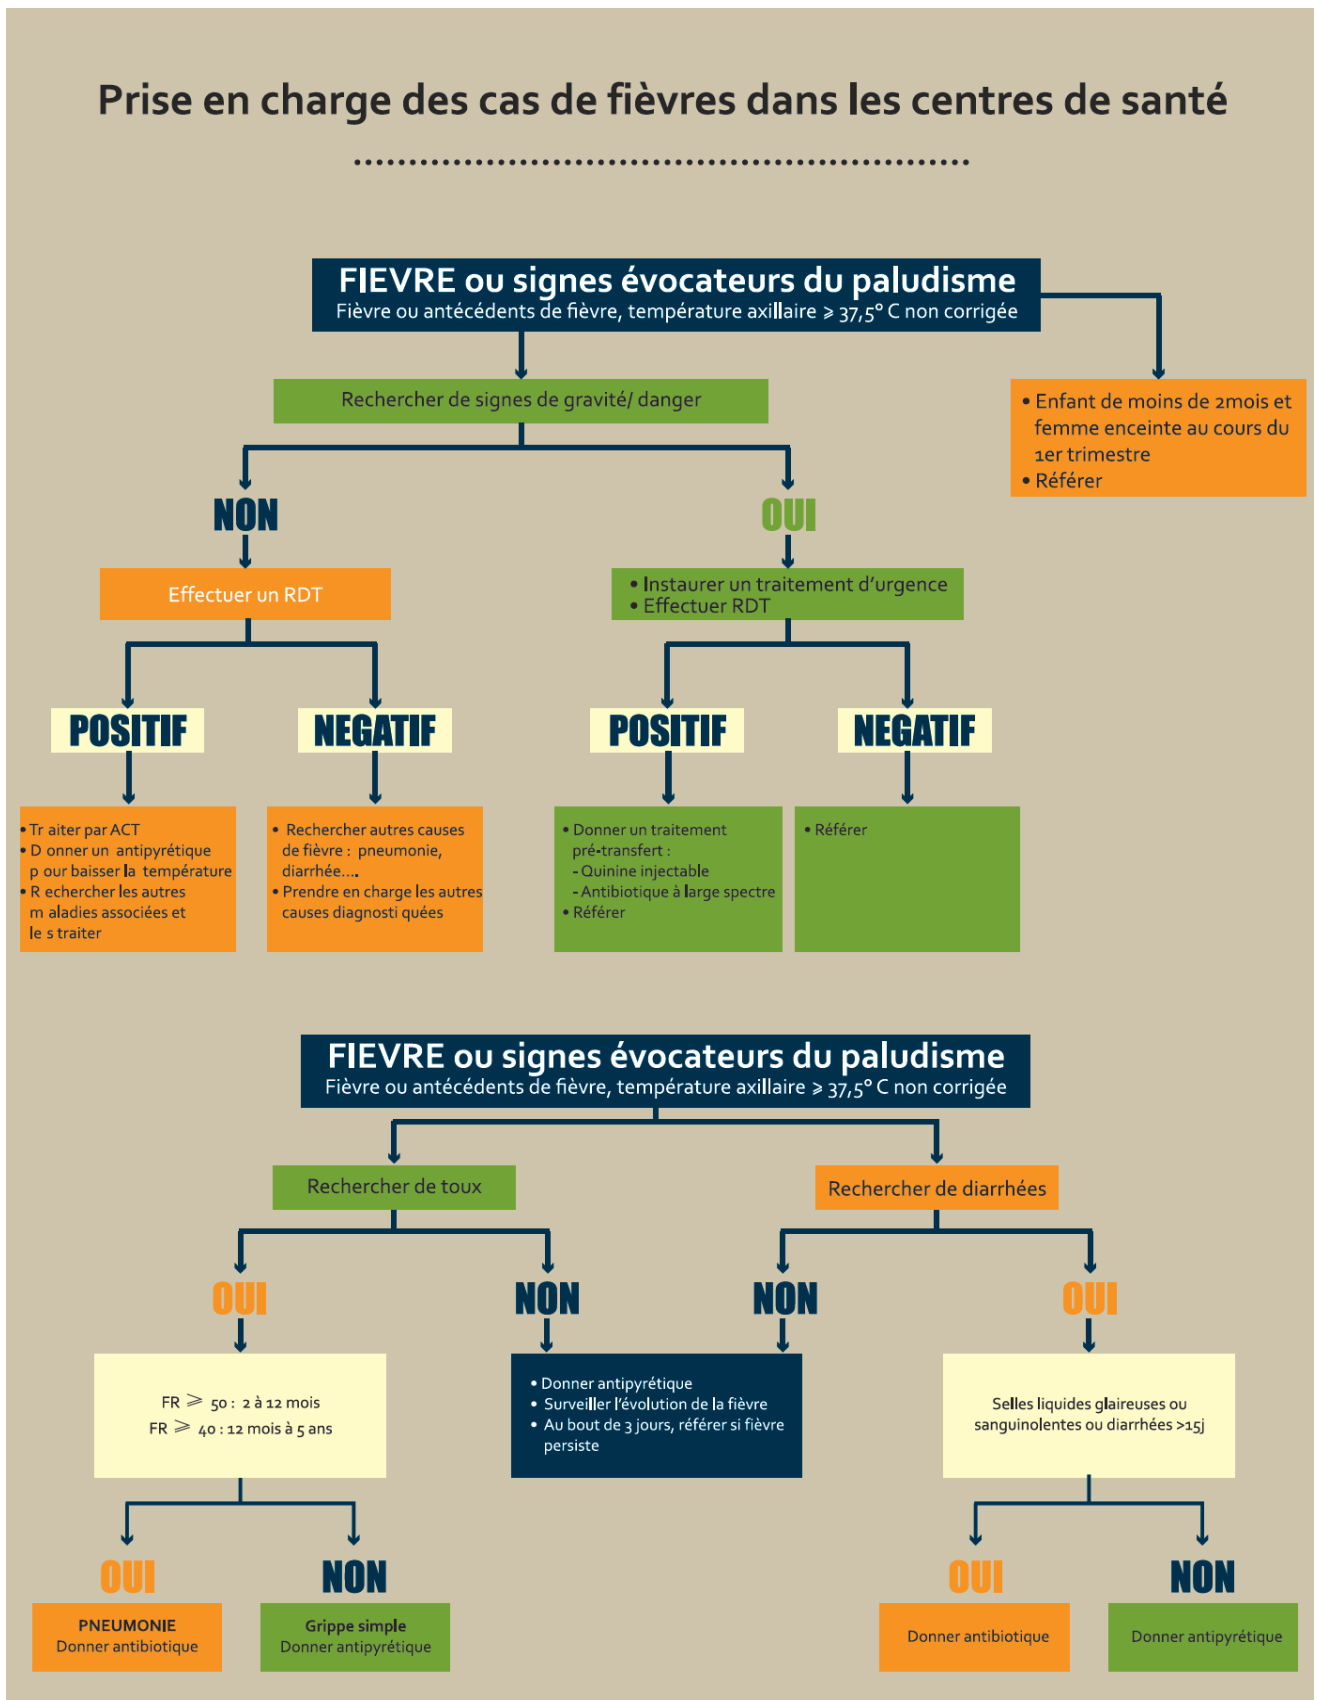 Prise en charge des cas de fièvres dans les centres de santé
FIEVRE ou signes évocateurs du paludisme
Fièvre ou antécédents de fièvre, température axillaire ⩾ 37,5° C non corrigée
Rechercher de signes de gravité/ danger
• Enfant de moins de 2mois et
femme enceinte au cours du
1er trimestre
• Référer
NON
OUI
Effectuer un RDT
• Instaurer un traitement d'urgence
• Effectuer RDT
POSITIF
NEGATIF
POSITIF
NEGATIF
• Tr aiter par ACT
• D onner un antipyrétique
p our baisser la température
• R echercher les autres
m aladies associées et
le s traiter
• Rechercher autres causes
de fièvre : pneumonie,
diarrhée….
• Prendre en charge les autres
causes diagnosti quées
• Donner un traitement
pré-transfert :
- Quinine injectable
- Antibiotique à large spectre
• Référer
• Référer
FIEVRE ou signes évocateurs du paludisme
Fièvre ou antécédents de fièvre, température axillaire ⩾ 37,5° C non corrigée
Rechercher de toux
Rechercher de diarrhées
OUI
NON
NON
OUI
FR ⩾ 50 : 2 à 12 mois
FR ⩾ 40 : 12 mois à 5 ans
• Donner antipyrétique
• Surveiller l'évolution de la fièvre
• Au bout de 3 jours, référer si fièvre
persiste
Selles liquides glaireuses ou
sanguinolentes ou diarrhées >15j
OUI
NON
OUI
NON
PNEUMONIE
Donner antibiotique
Grippe simple
Donner antipyrétique
Donner antibiotique
Donner antipyrétique